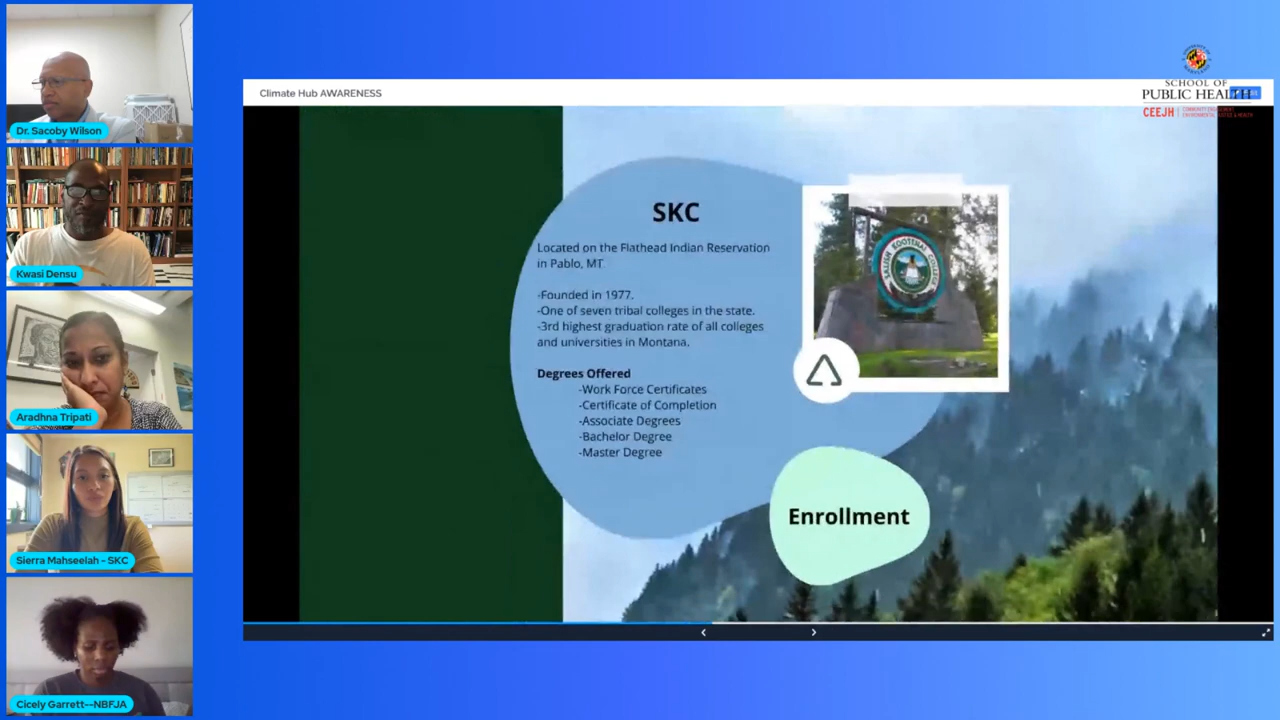 Dr. Sacoby Wilson
Kwasi Densu
Aradhna Tripati
Sierra Mahseelah - SKC
Cicely Garrett--NBFJA
Climate Hub AWARENESS
SCHOOL OF
PUBLIC HEALTH
CEEJH
SKC
Located on the Flathead Indian Reservation
in Pablo, MT
-Founded in 1977.
-One of seven tribal colleges in the state.
-3rd highest graduation rate of all colleges
and universities in Montana.
Degrees Offered
-Work Force Certificates
-Certificate of Completion
-Associate Degrees
-Bachelor Degree
-Master Degree
SALISH KOOTENAI COLLEGE
Enrollment